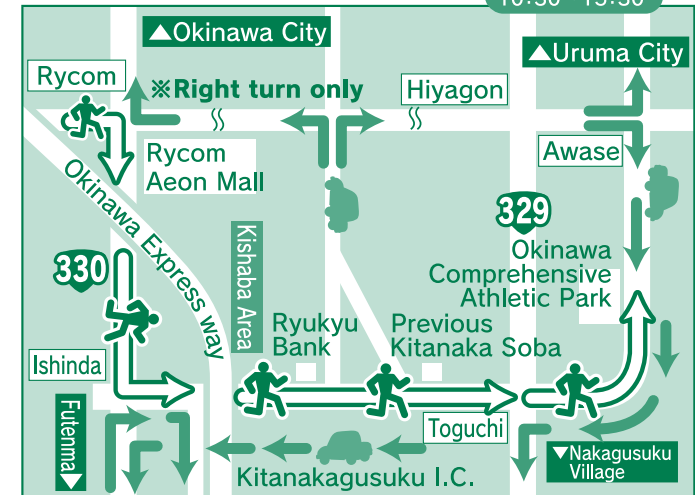 ▲Okinawa City
▲Uruma City
Rycom
※Right turn only
Hiyagon
Rycom
Aeon Mall
Awase
Okinawa Express way
329
330
Kishaba Area
Okinawa
Comprehensive
Athletic Park
Ryukyu
Bank
Previous
Kitanaka Soba
Ishinda
Futenma▼
Toguchi
Kitanakagusuku I.C.
▼Nakagusuku
Village